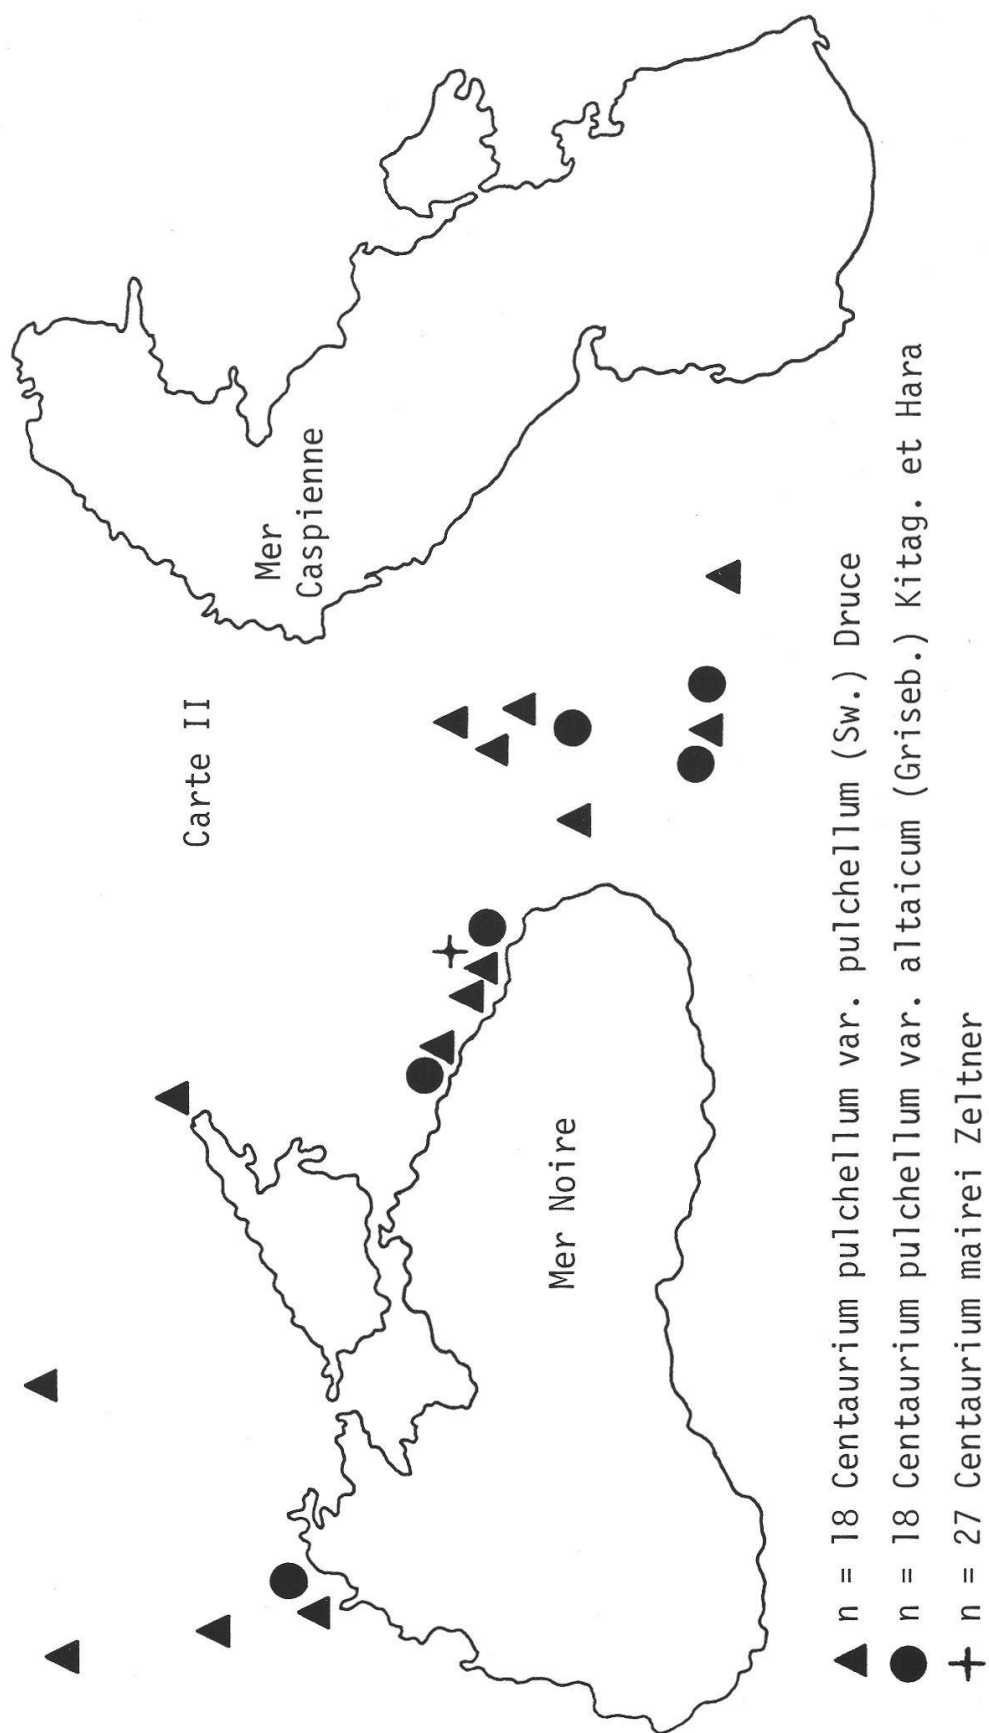 Carte II
Mer
Caspienne
Mer Noire
▲ n = 18 Centaurium pulchellum var. pulchellum (Sw.) Druce
● n = 18 Centaurium pulchellum var. altaicum (Griseb.) Kitag. et Hara
+ n = 27 Centaurium mairei Zeltner